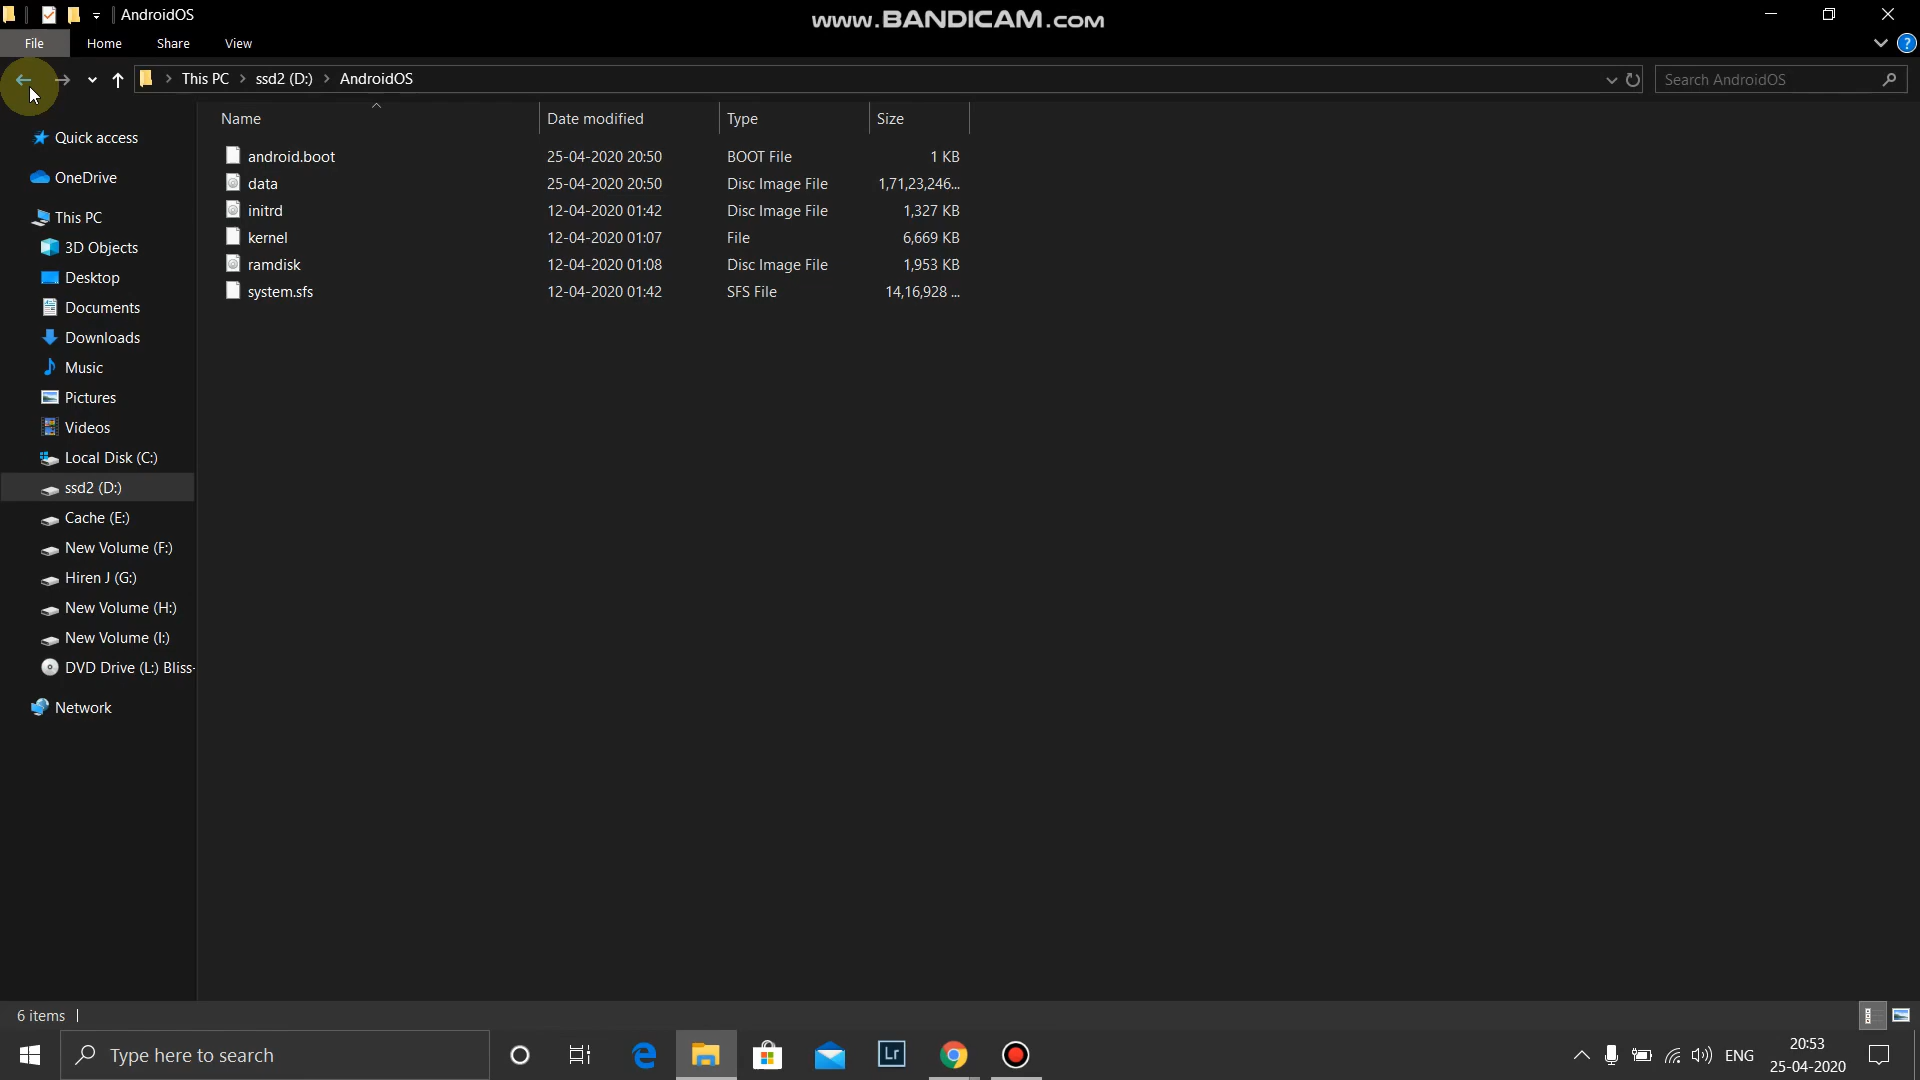 AndroidOS
www.BANDICAM.com
File Home Share View
This PC > ssd2 (D:) > AndroidOS
Search AndroidOS
Name Date modified Type Size
android.boot 25-04-2020 20:50 BOOT File 1 KB
data 25-04-2020 20:50 Disc Image File 1,71,23,246...
initrd 12-04-2020 01:42 Disc Image File 1,327 KB
kernel 12-04-2020 01:07 File 6,669 KB
ramdisk 12-04-2020 01:08 Disc Image File 1,953 KB
system.sfs 12-04-2020 01:42 SFS File 14,16,928 ...
Quick access
OneDrive
This PC
3D Objects
Desktop
Documents
Downloads
Music
Pictures
Videos
Local Disk (C:)
ssd2 (D:)
Cache (E:)
New Volume (F:)
Hiren J (G:)
New Volume (H:)
New Volume (I:)
DVD Drive (L:) Bliss-
Network
6 items
Type here to search
Lr
ENG
20:53
25-04-2020